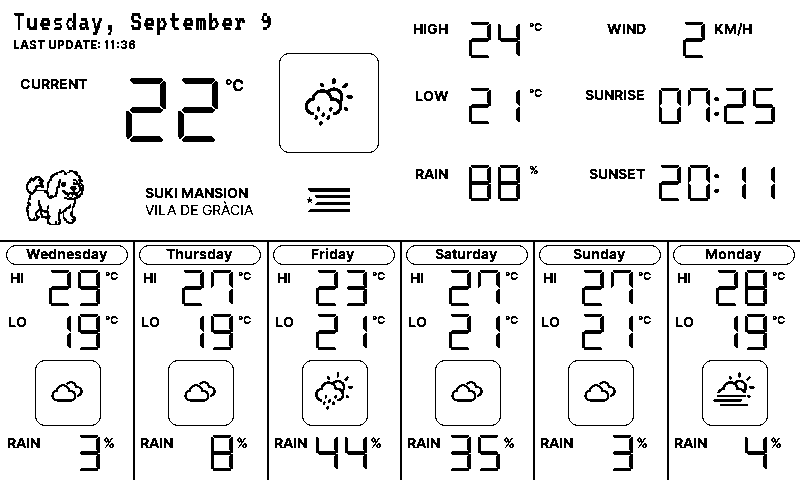 Tuesday, September 9
LAST UPDATE: 11:36
CURRENT 22 °C
SUKI MANSION
VILA DE GRÀCIA
HIGH 24 °C
LOW 21 °C
RAIN 88 %
WIND 2 KM/H
SUNRISE 07:25
SUNSET 20:11
Wednesday
HI 29 °C
LO 19 °C
RAIN 3 %
Thursday
HI 27 °C
LO 19 °C
RAIN 8 %
Friday
HI 23 °C
LO 21 °C
RAIN 44 %
Saturday
HI 27 °C
LO 21 °C
RAIN 35 %
Sunday
HI 27 °C
LO 21 °C
RAIN 3 %
Monday
HI 28 °C
LO 19 °C
RAIN 4 %